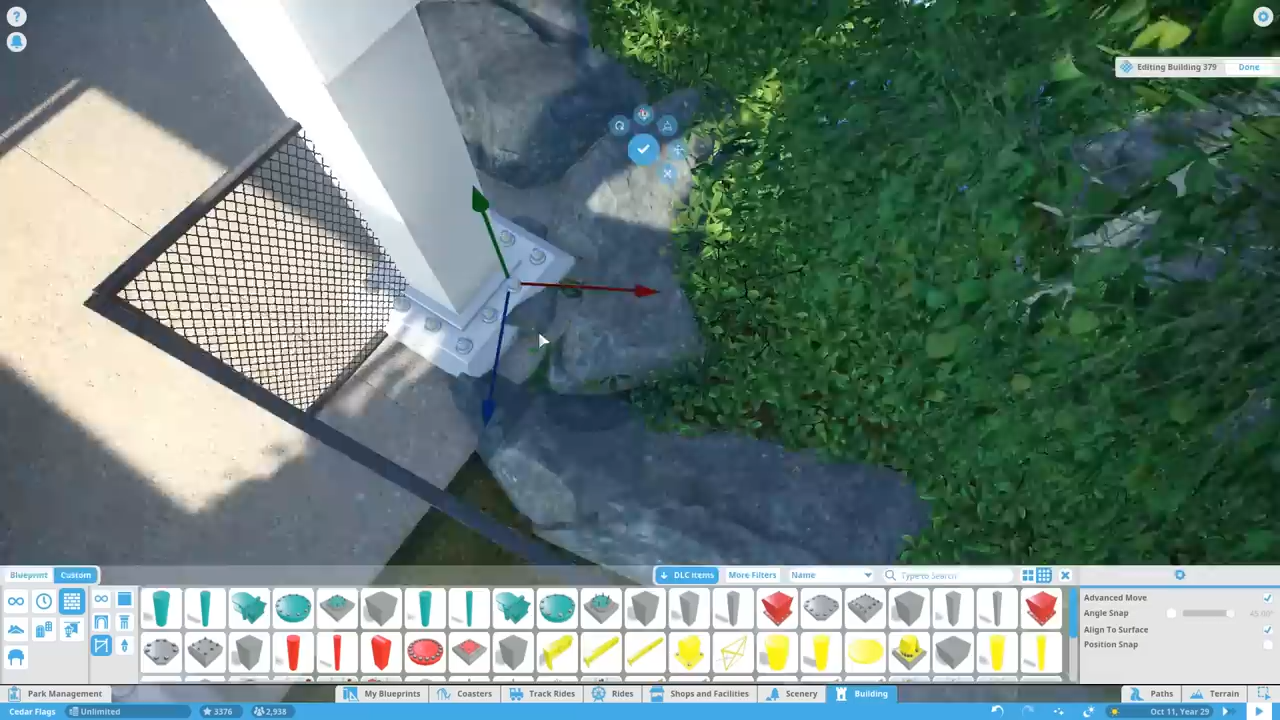 Editing Building 379 Done
Blueprint Custom DLC Items More Filters Name Type to Search
Advanced Move
Angle Snap 45.00°
Align To Surface
Position Snap
Park Management My Blueprints Coasters Track Rides Rides Shops and Facilities Scenery Building Paths Terrain
Cedar Flags Unlimited 3376 2,938 Oct 11, Year 29